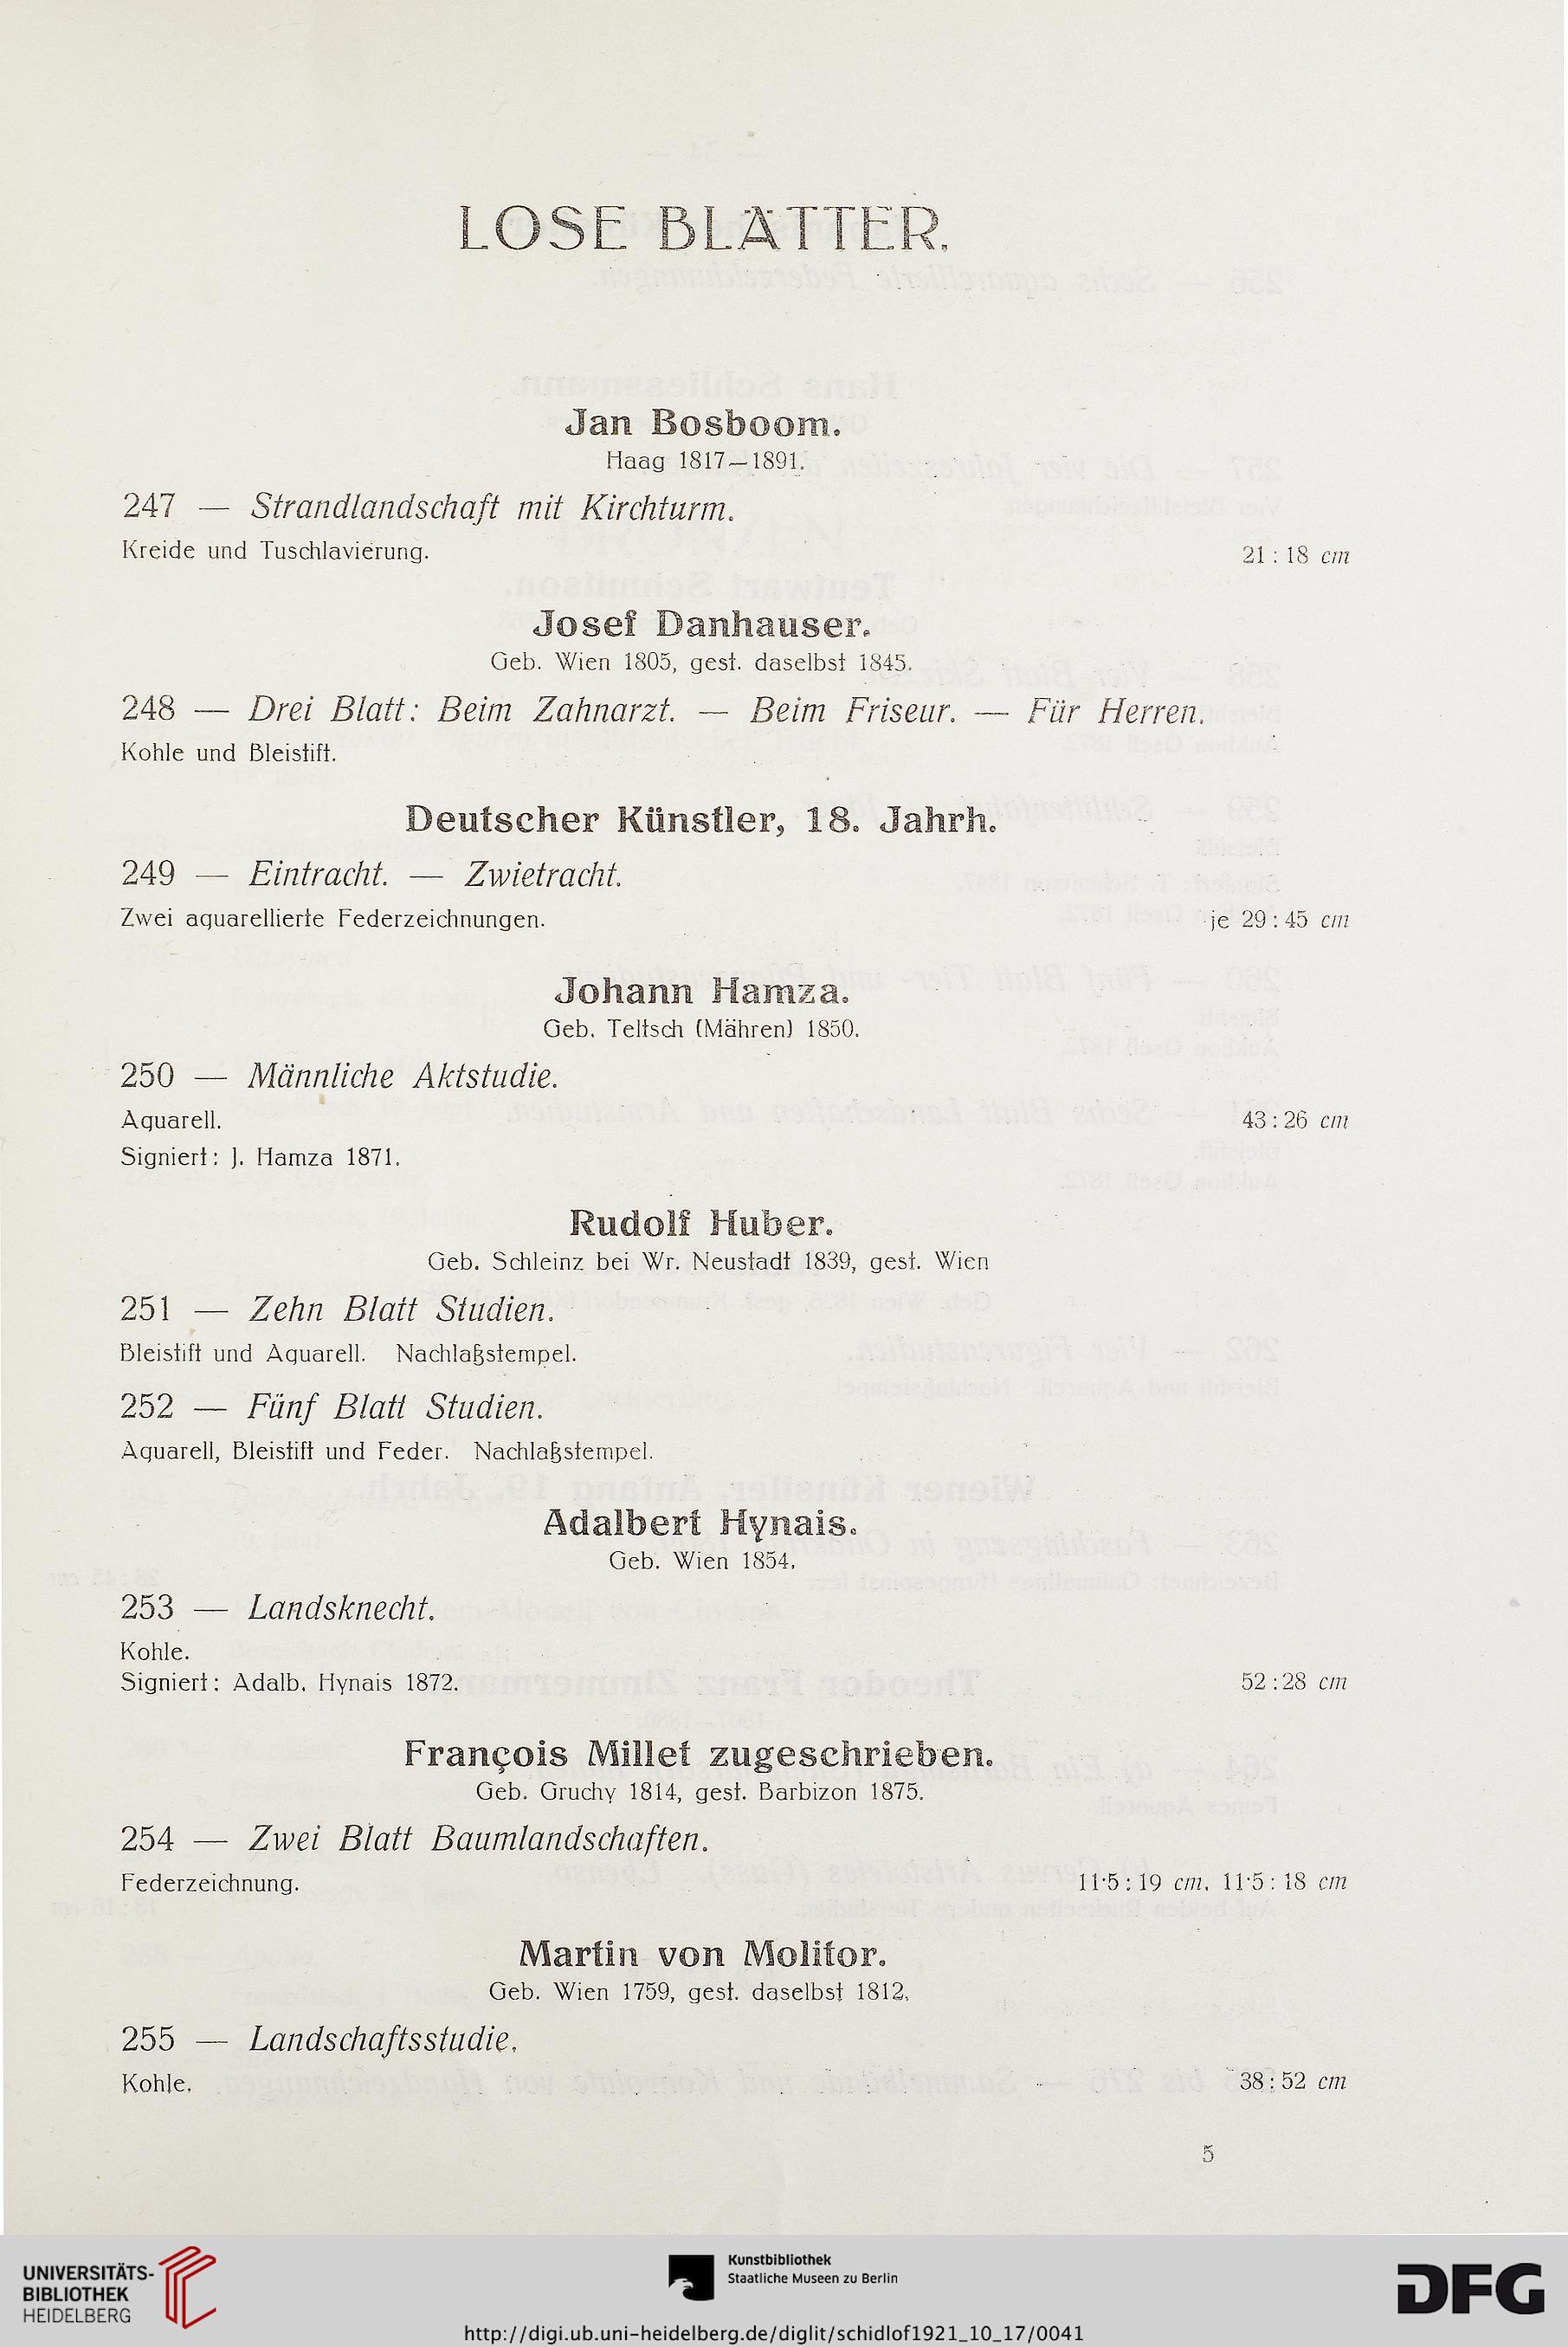 LOSE BLÄTTER.
Jan Bosboom.
Haag 1817—1891.
247 — Strandlandschaft mit Kirchturm.
Kreide und Tuschlavierung. 21 : 18 cm
Josef Danhauser.
Geb. Wien 1805, gest. daselbst 1845.
248 — Drei Blatt: Beim Zahnarzt. — Beim Friseur. — Für Herren.
Kohle und Bleistift.
Deutscher Künstler, 18. Jahrh.
249 — Eintracht. — Zwietracht.
Zwei aquarellierte Federzeichnungen. je 29 : 45 cm
Johann Hamza.
Geb. Teltsch (Mähren) 1850.
250 — Männliche Aktstudie.
Aquarell. 43 : 26 cm
Signiert: J. Hamza 1871.
Rudolf Huber.
Geb. Schleinz bei Wr. Neustadt 1839, gest. Wien
251 — Zehn Blatt Studien.
Bleistift und Aquarell. Nachlaßstempel.
252 — Fünf Blatt Studien.
Aquarell, Bleistift und Feder. Nachlaßstempel.
Adalbert Hynais.
Geb. Wien 1854.
253 — Landsknecht.
Kohle.
Signiert: Adalb. Hynais 1872. 52 : 28 cm
François Millet zugeschrieben.
Geb. Gruchy 1814, gest. Barbizon 1875.
254 — Zwei Blatt Baumlandschaften.
Federzeichnung. 11·5 : 19 cm, 11·5 : 18 cm
Martin von Molitor.
Geb. Wien 1759, gest. daselbst 1812.
255 — Landschaftsstudie.
Kohle. 38 : 52 cm
5
UNIVERSITÄTS-
BIBLIOTHEK
HEIDELBERG
Kunstbibliothek
Staatliche Museen zu Berlin
DFG
http://digi.ub.uni-heidelberg.de/diglit/schidlof1921_10_17/0041